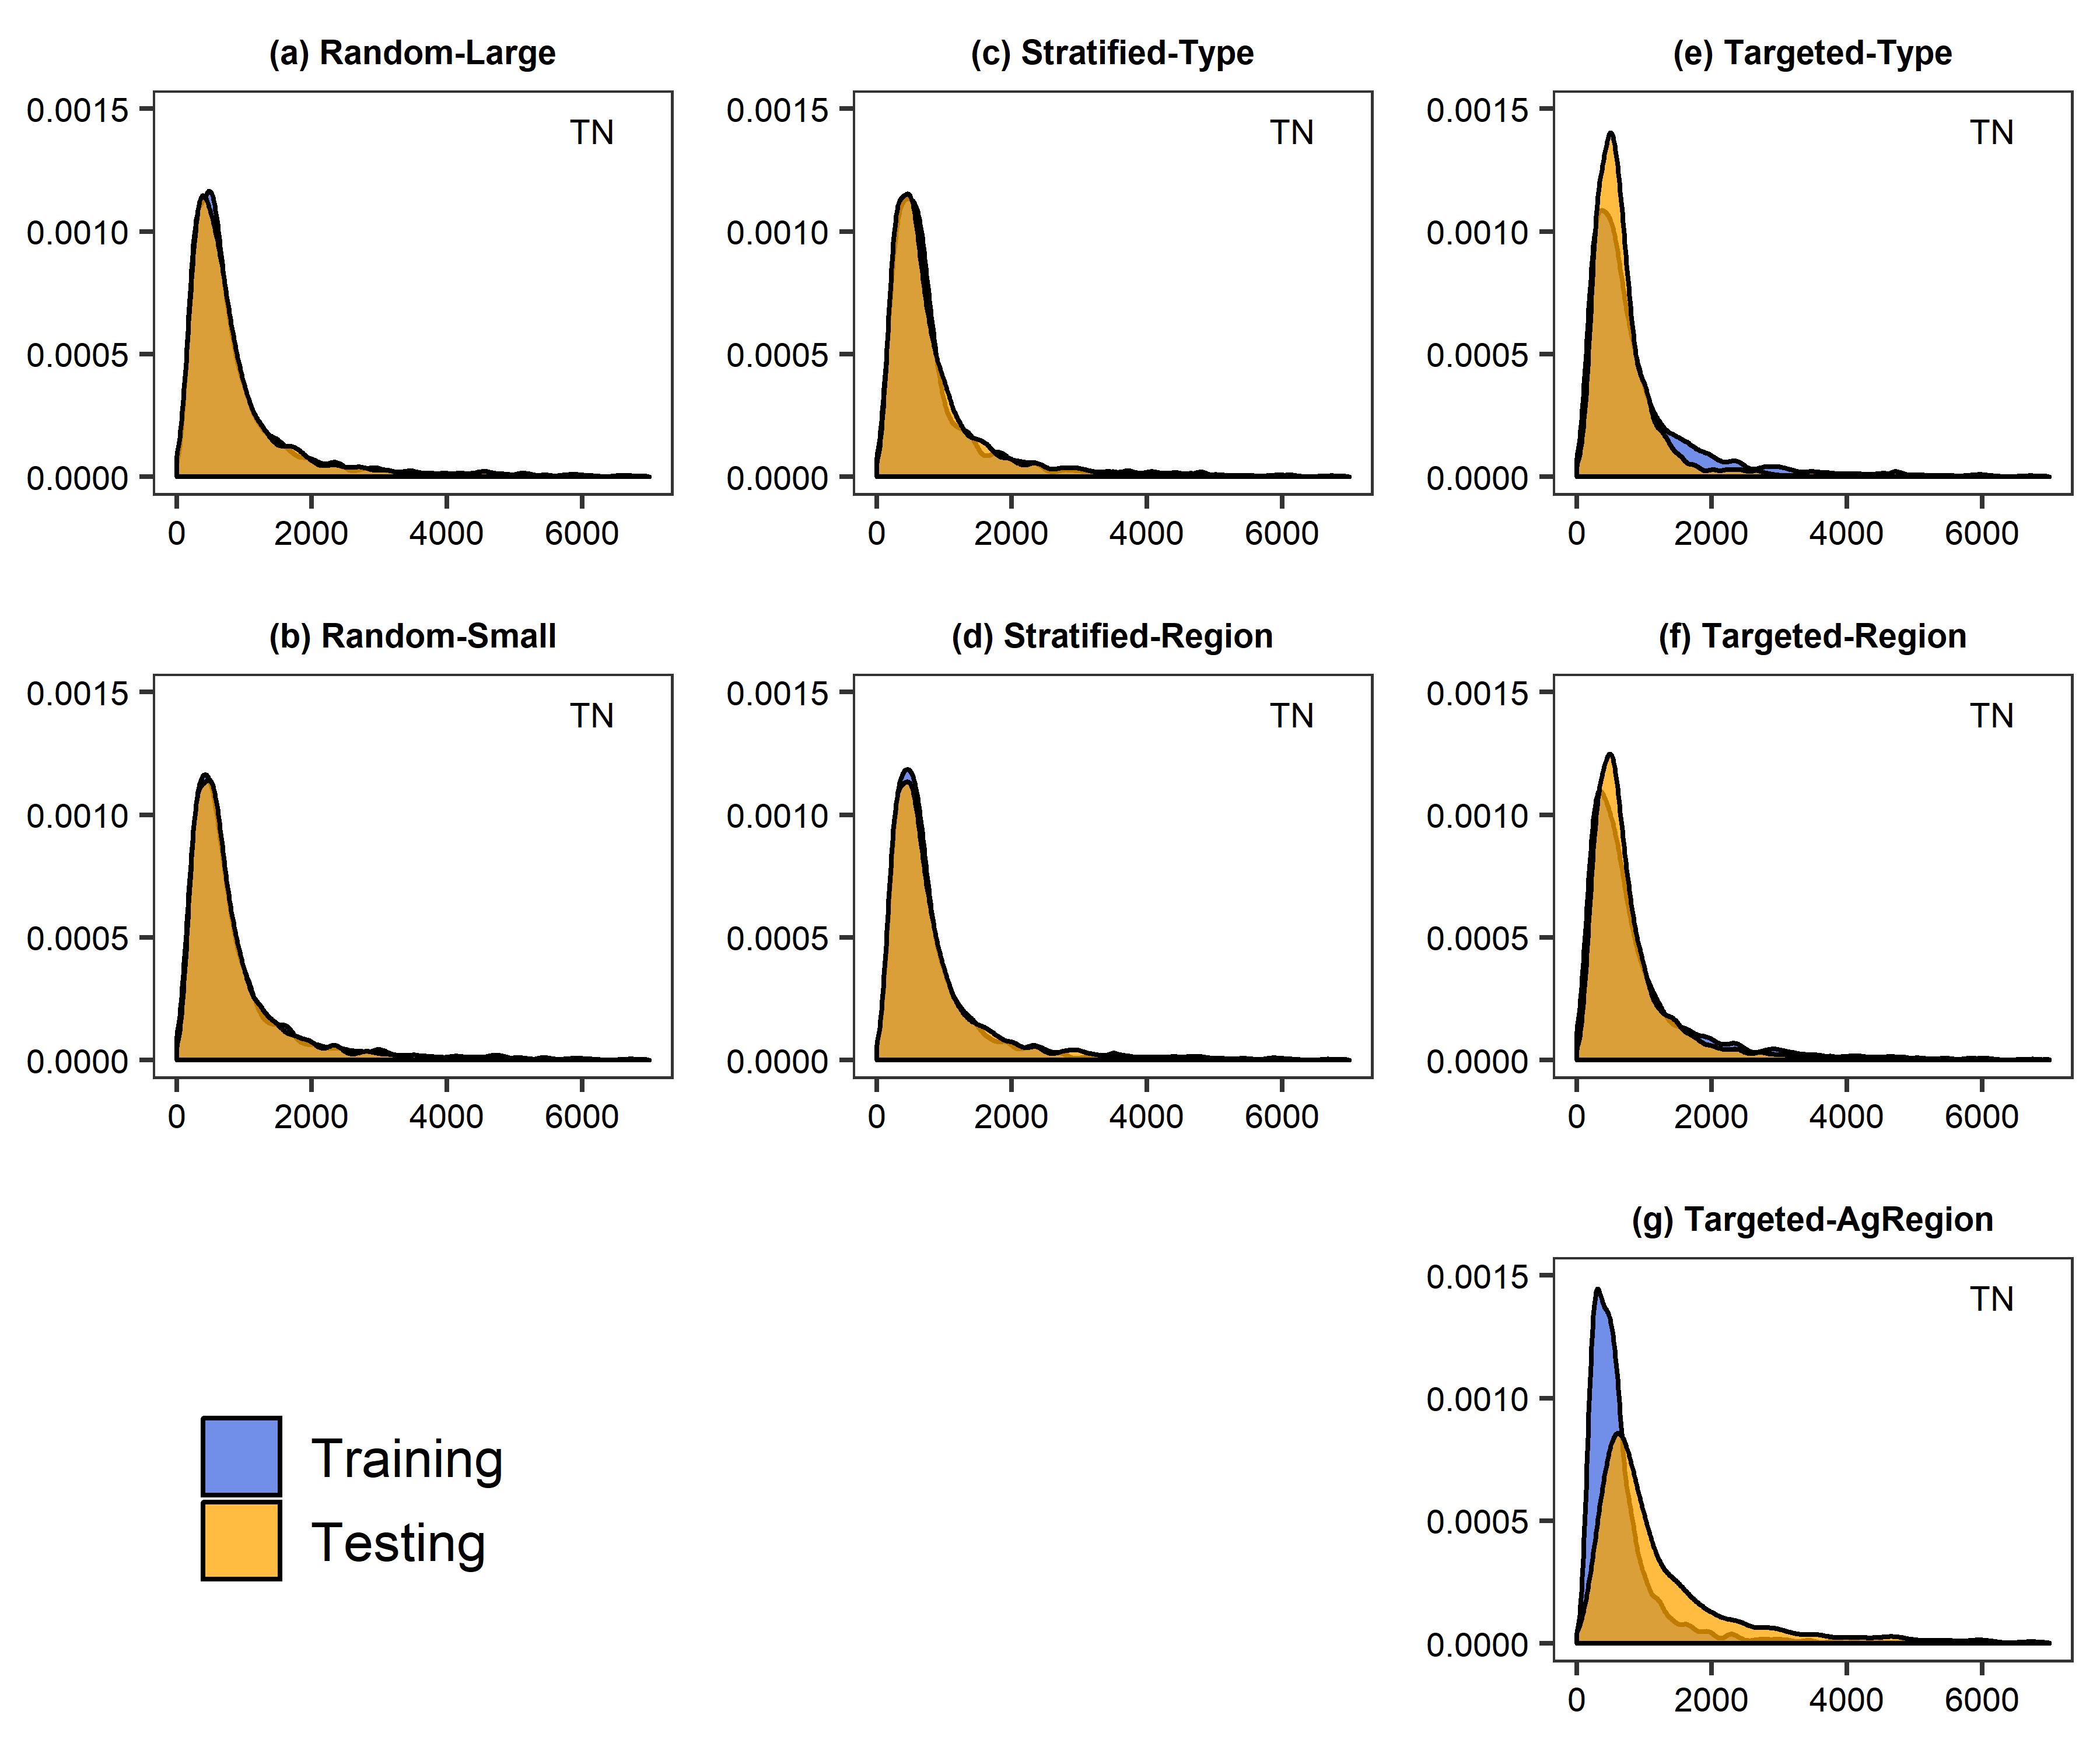 (a) Random-Large
0.0015
0.0010
0.0005
0.0000
TN
0 2000 4000 6000
(c) Stratified-Type
0.0015
0.0010
0.0005
0.0000
TN
0 2000 4000 6000
(e) Targeted-Type
0.0015
0.0010
0.0005
0.0000
TN
0 2000 4000 6000
(b) Random-Small
0.0015
0.0010
0.0005
0.0000
TN
0 2000 4000 6000
(d) Stratified-Region
0.0015
0.0010
0.0005
0.0000
TN
0 2000 4000 6000
(f) Targeted-Region
0.0015
0.0010
0.0005
0.0000
TN
0 2000 4000 6000
(g) Targeted-AgRegion
0.0015
0.0010
0.0005
0.0000
TN
0 2000 4000 6000
Training
Testing